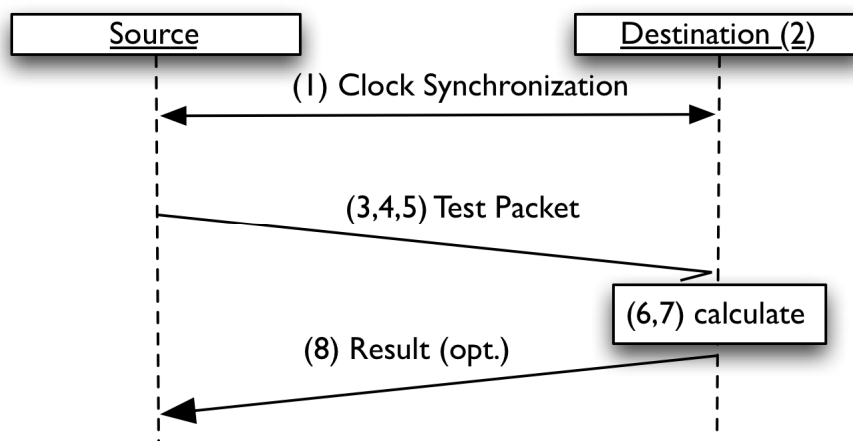 Source
Destination (2)
(1) Clock Synchronization
(3,4,5) Test Packet
(6,7) calculate
(8) Result (opt.)